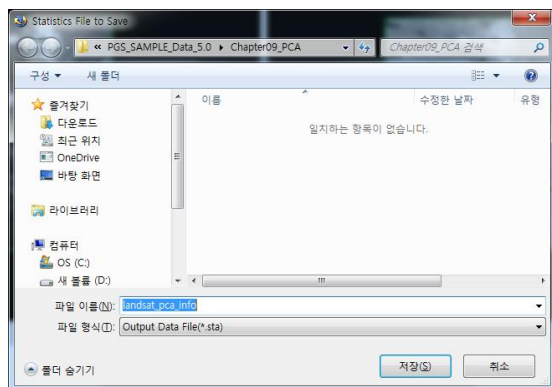 Statistics File to Save
« PGS_SAMPLE_Data_5.0 ▸ Chapter09_PCA
Chapter09_PCA 검색
구성 ▼ 새 폴더
이름 수정한 날짜 유형
일치하는 항목이 없습니다.
즐겨찾기
다운로드
최근 위치
OneDrive
바탕 화면
라이브러리
컴퓨터
OS (C:)
새 볼륨 (D:)
파일 이름(N): landsat_pca_info
파일 형식(T): Output Data File(*.sta)
폴더 숨기기
저장(S) 취소